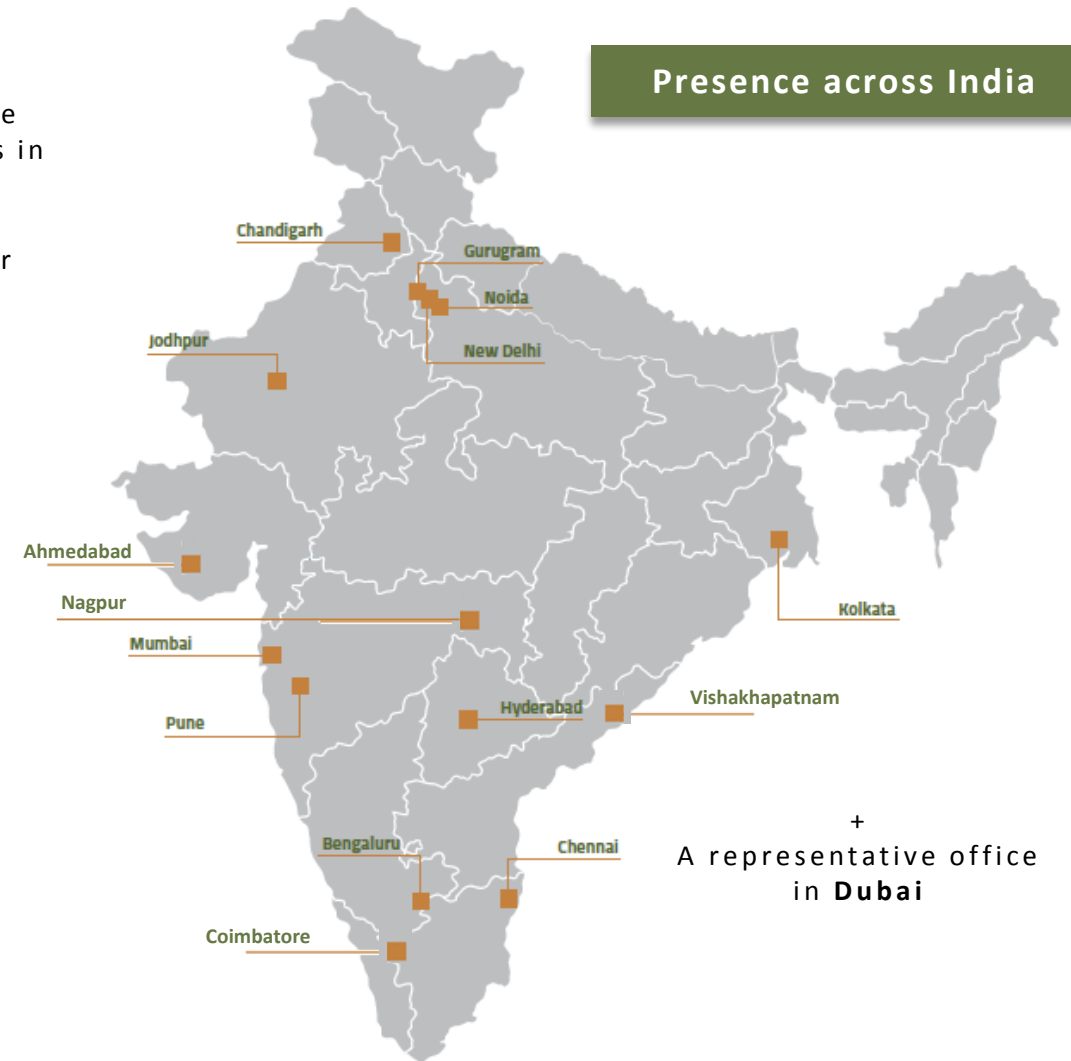 Presence across India
e
s in
r
Chandigarh
Gurugram
Noida
New Delhi
Jodhpur
Ahmedabad
Nagpur
Mumbai
Pune
Kolkata
Hyderabad
Vishakhapatnam
Bengaluru
Chennai
Coimbatore
+
A representative office
in Dubai